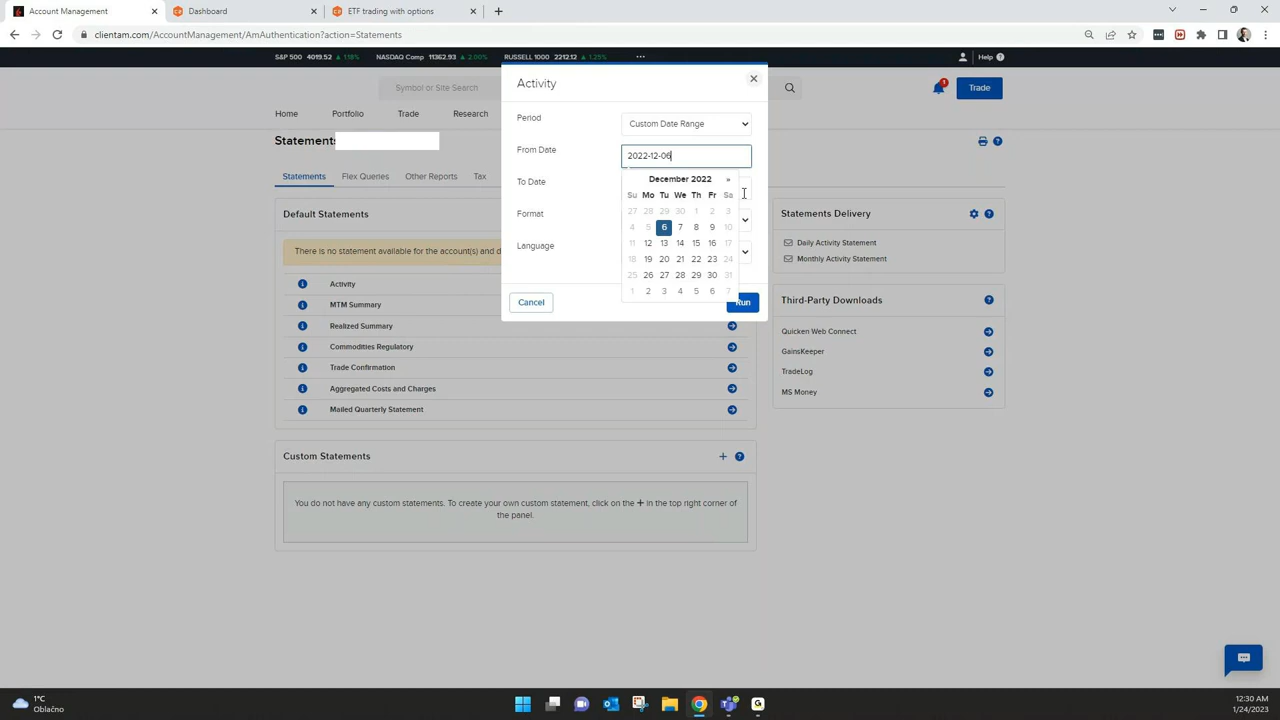 Account Management
Dashboard
ETF trading with options
clientam.com/AccountManagement/AmAuthentication?action=Statements
S&P 500 4019.52 ▲ 1.18% NASDAQ Comp 11362.93 ▲ 2.00% RUSSELL 1000 2212.12 ▲ 1.25% ...
Help
Symbol or Site Search
1
Trade
Home Portfolio Trade Research
Statements
Statements Flex Queries Other Reports Tax
Default Statements
There is no statement available for the account(s) and d
Activity
MTM Summary
Realized Summary
Commodities Regulatory
Trade Confirmation
Aggregated Costs and Charges
Mailed Quarterly Statement
Custom Statements
You do not have any custom statements. To create your own custom statement, click on the + in the top right corner of
the panel.
Activity
Period Custom Date Range
From Date 2022-12-06
To Date
Format
Language
December 2022 »
Su Mo Tu We Th Fr Sa
27 28 29 30 1 2 3
4 5 6 7 8 9 10
11 12 13 14 15 16 17
18 19 20 21 22 23 24
25 26 27 28 29 30 31
1 2 3 4 5 6 7
Cancel
Run
Statements Delivery
Daily Activity Statement
Monthly Activity Statement
Third-Party Downloads
Quicken Web Connect
GainsKeeper
TradeLog
MS Money
1°C
Oblačno
12:30 AM
1/24/2023